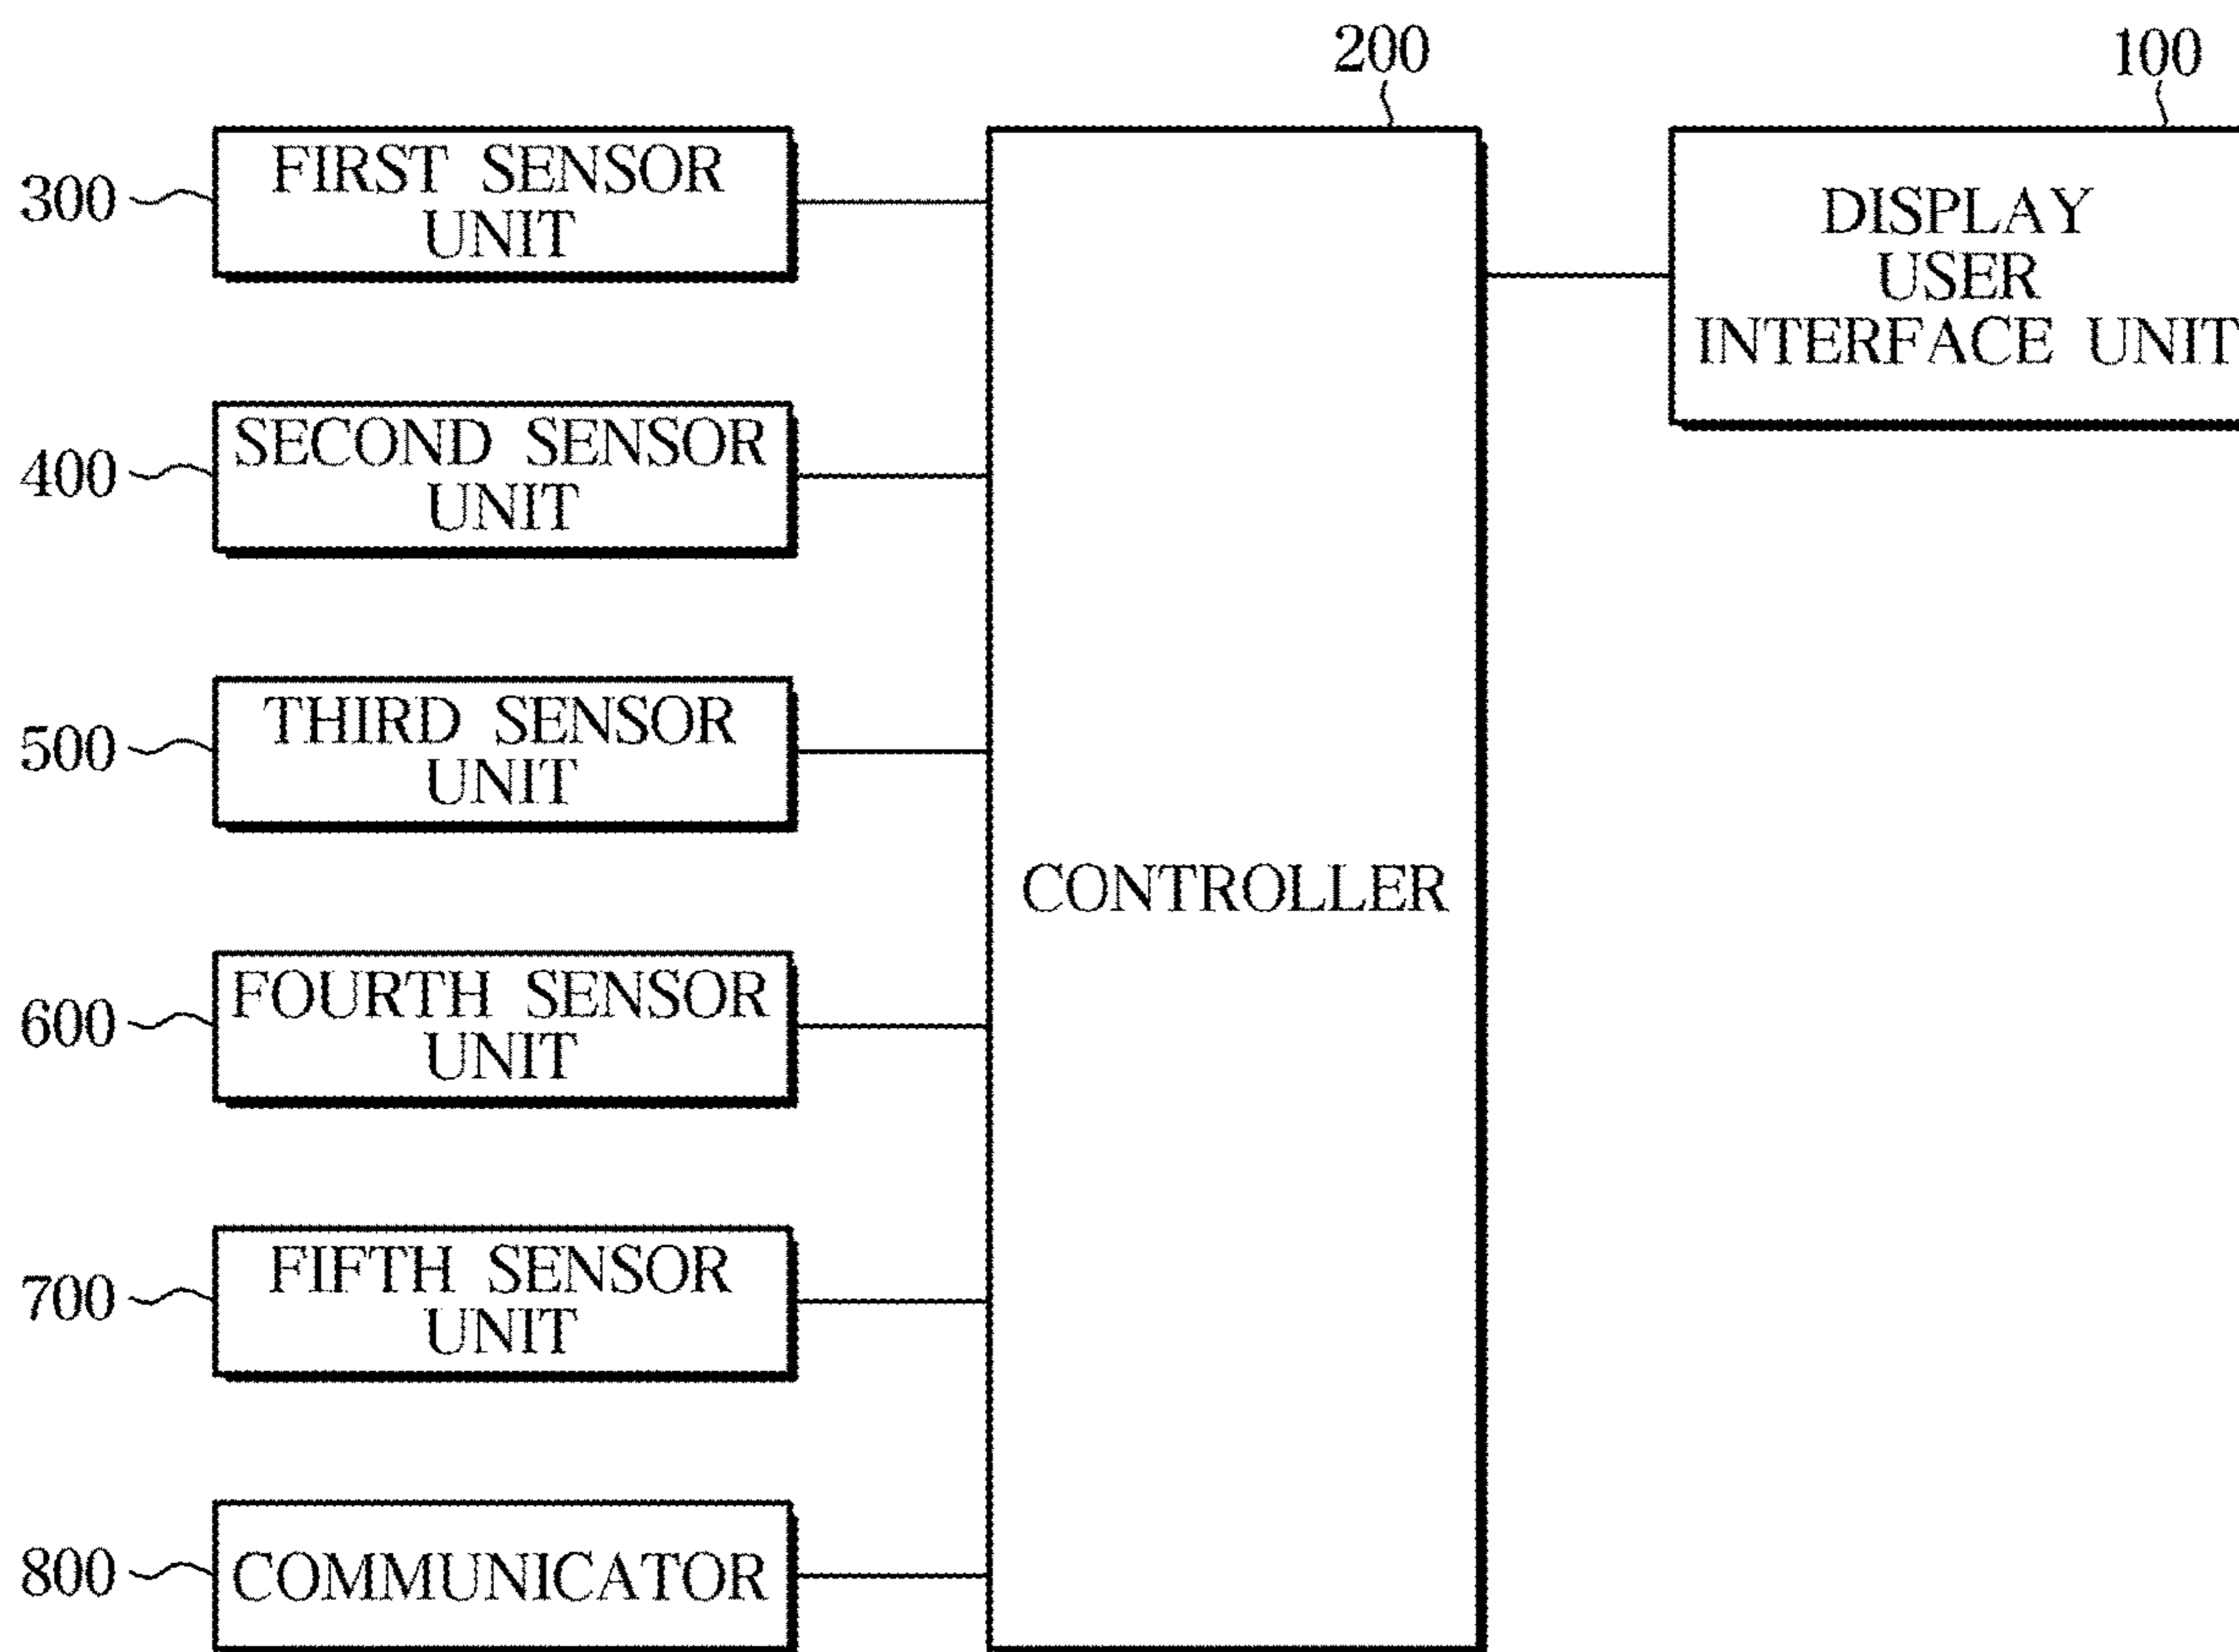 200
100
300
FIRST SENSOR
UNIT
DISPLAY
USER
INTERFACE UNIT
400
SECOND SENSOR
UNIT
500
THIRD SENSOR
UNIT
CONTROLLER
600
FOURTH SENSOR
UNIT
700
FIFTH SENSOR
UNIT
800
COMMUNICATOR